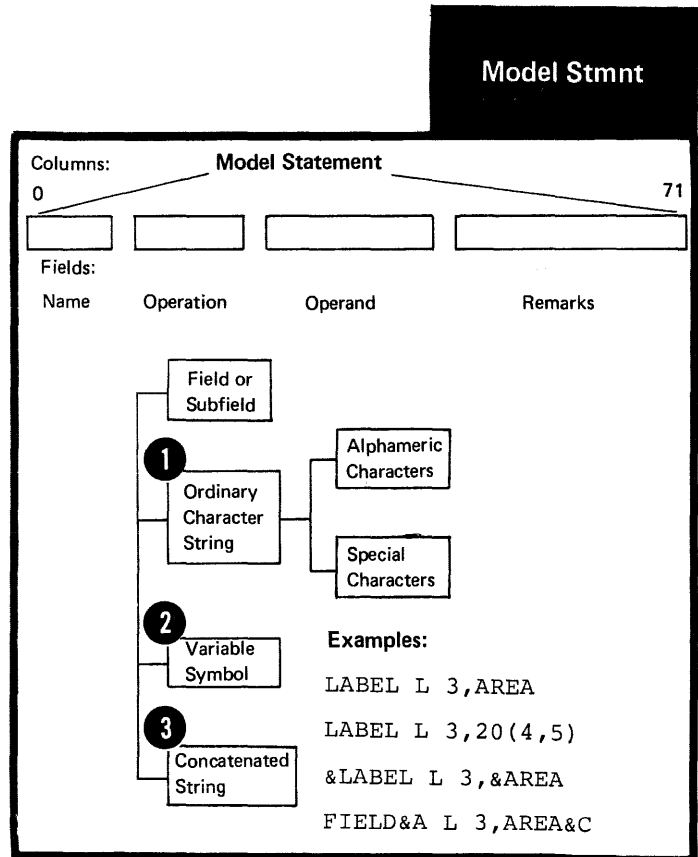 Model Stmnt
Columns:
Model Statement
0
71
Fields:
Name Operation Operand Remarks
Field or
Subfield
1
Ordinary
Character
String
Alphameric
Characters
Special
Characters
2
Variable
Symbol
3
Concatenated
String
Examples:
LABEL L 3,AREA
LABEL L 3,20(4,5)
&LABEL L 3,&AREA
FIELD&A L 3,AREA&C